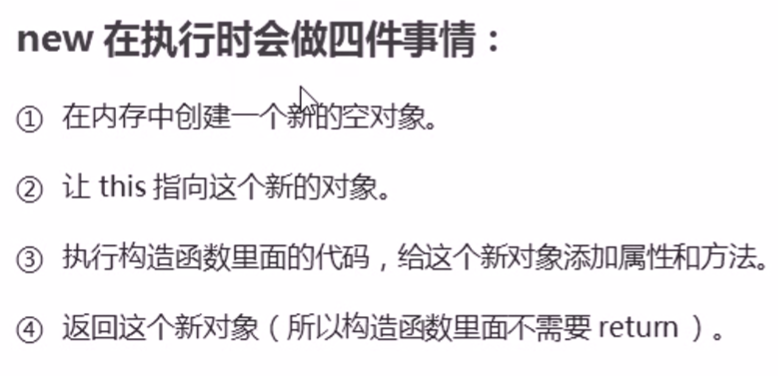 new 在执行时会做四件事情：
① 在内存中创建一个新的空对象。
② 让 this 指向这个新的对象。
③ 执行构造函数里面的代码，给这个新对象添加属性和方法。
④ 返回这个新对象（所以构造函数里面不需要 return ）。